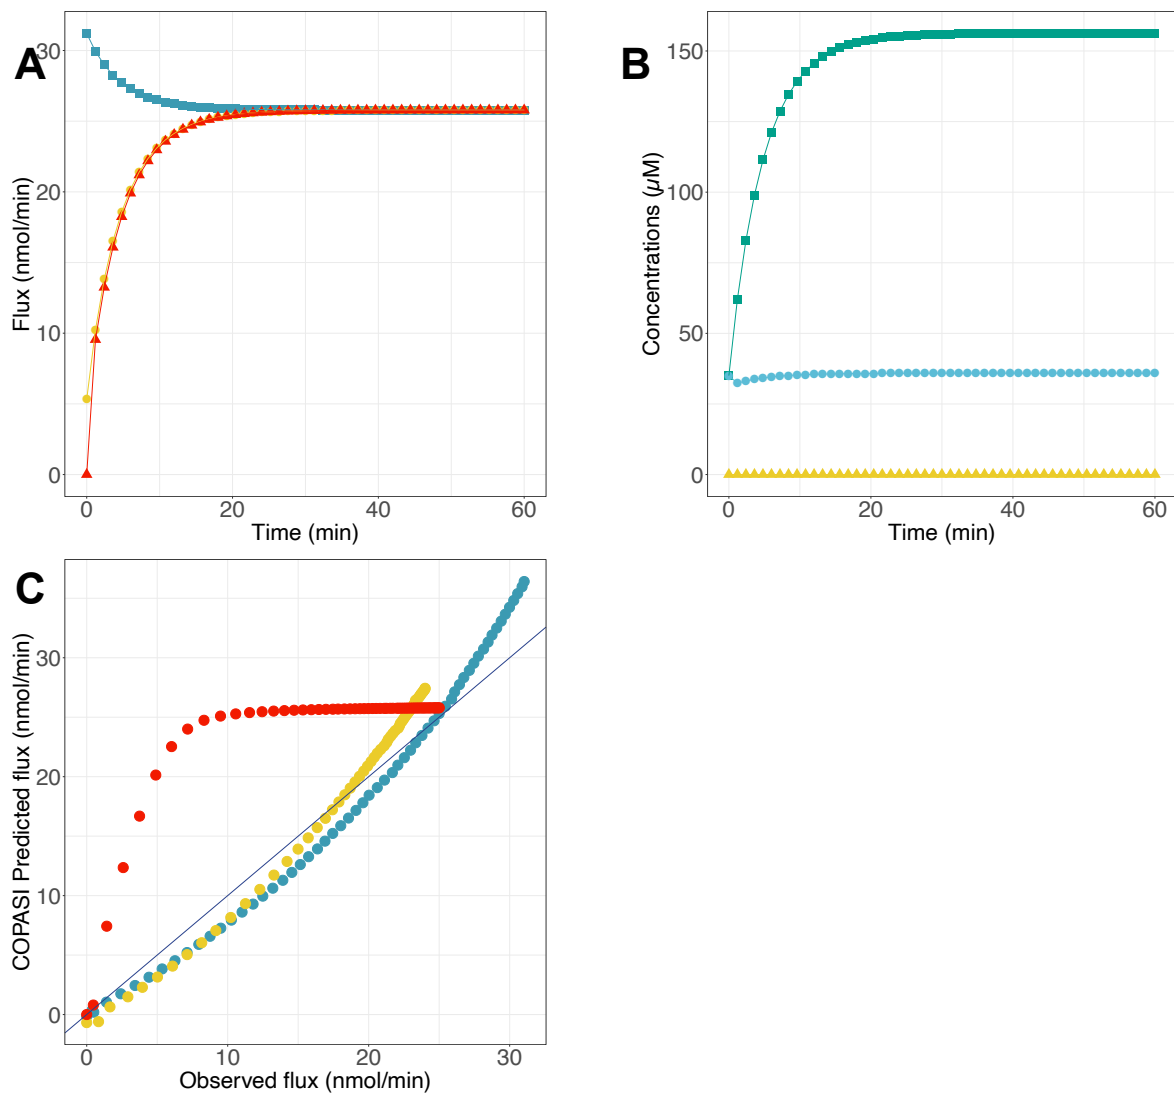 A
Flux (nmol/min)
30
20
10
0
0 20 40 60
Time (min)
B
Concentrations (µM)
150
100
50
0
0 20 40 60
Time (min)
C
COPASI Predicted flux (nmol/min)
30
20
10
0
0 10 20 30
Observed flux (nmol/min)